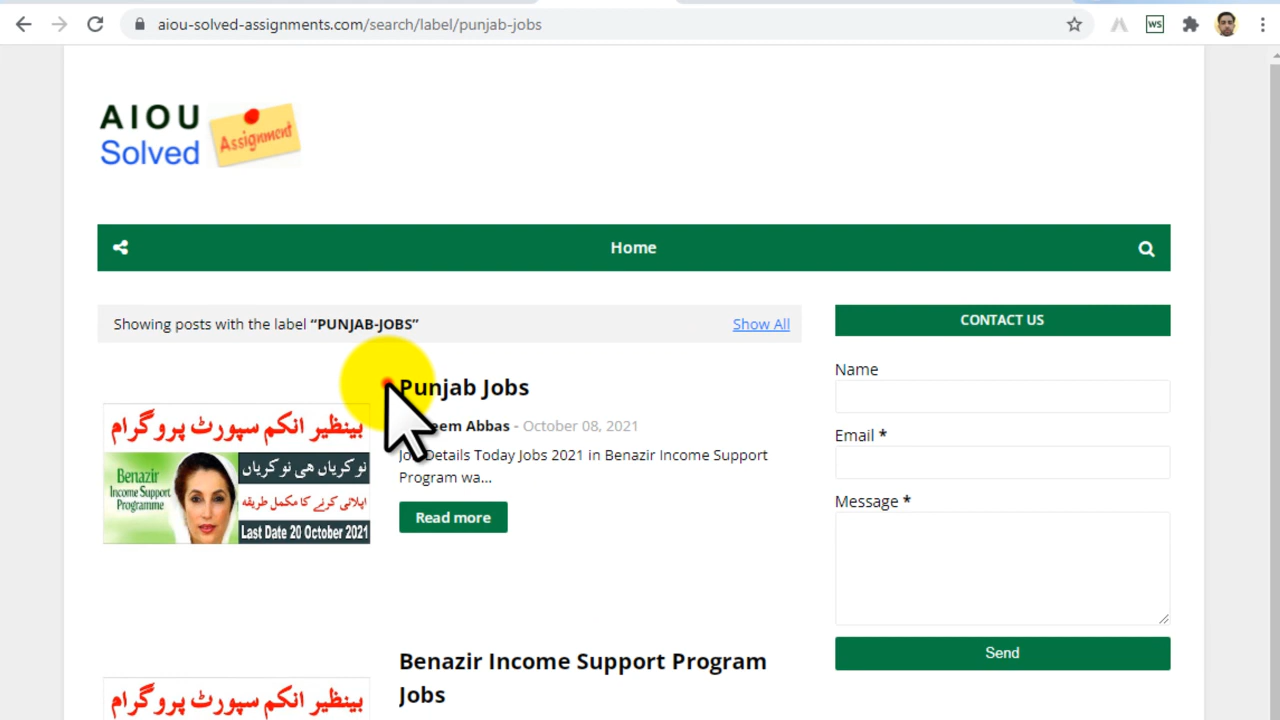 aiou-solved-assignments.com/search/label/punjab-jobs
WS
AIOU
Solved
Assignment
Home
Showing posts with the label “PUNJAB-JOBS”
Show All
CONTACT US
Punjab Jobs
eem Abbas - October 08, 2021
Details Today Jobs 2021 in Benazir Income Support
Program wa...
Read more
بینظیر انکم سپورٹ پروگرام
Benazir
Income Support
Programme
نوکریاں ھی نوکریاں
اپلائی کرنے کا مکمل طریقہ
Last Date 20 October 2021
Name
Email *
Message *
Send
Benazir Income Support Program
Jobs
بینظیر انکم سپورٹ پروگرام